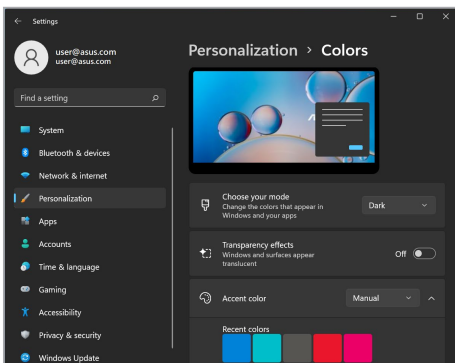 Settings
user@asus.com
user@asus.com
Find a setting
System
Bluetooth & devices
Network & internet
Personalization
Apps
Accounts
Time & language
Gaming
Accessibility
Privacy & security
Windows Update
Personalization > Colors
Choose your mode
Change the colors that appear in
Windows and your apps
Dark
Transparency effects
Windows and surfaces appear
translucent
Off
Accent color
Manual
Recent colors